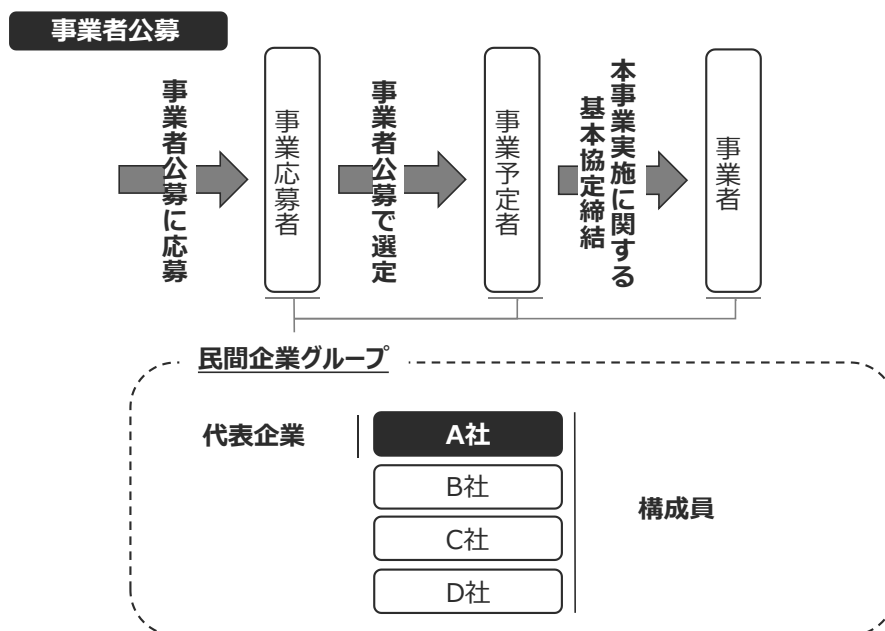 事業者公募
事業者公募に応募
事業応募者
事業者公募で選定
事業予定者
本事業実施に関する
基本協定締結
事業者
民間企業グループ
代表企業
A社
B社
C社
D社
構成員